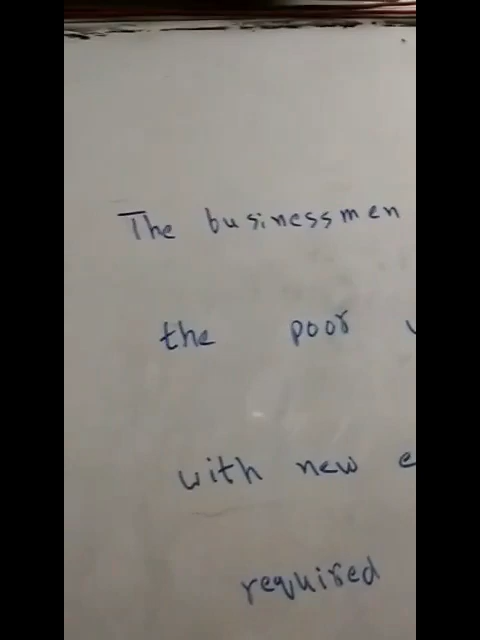 The businessmen
the poor
with new
required